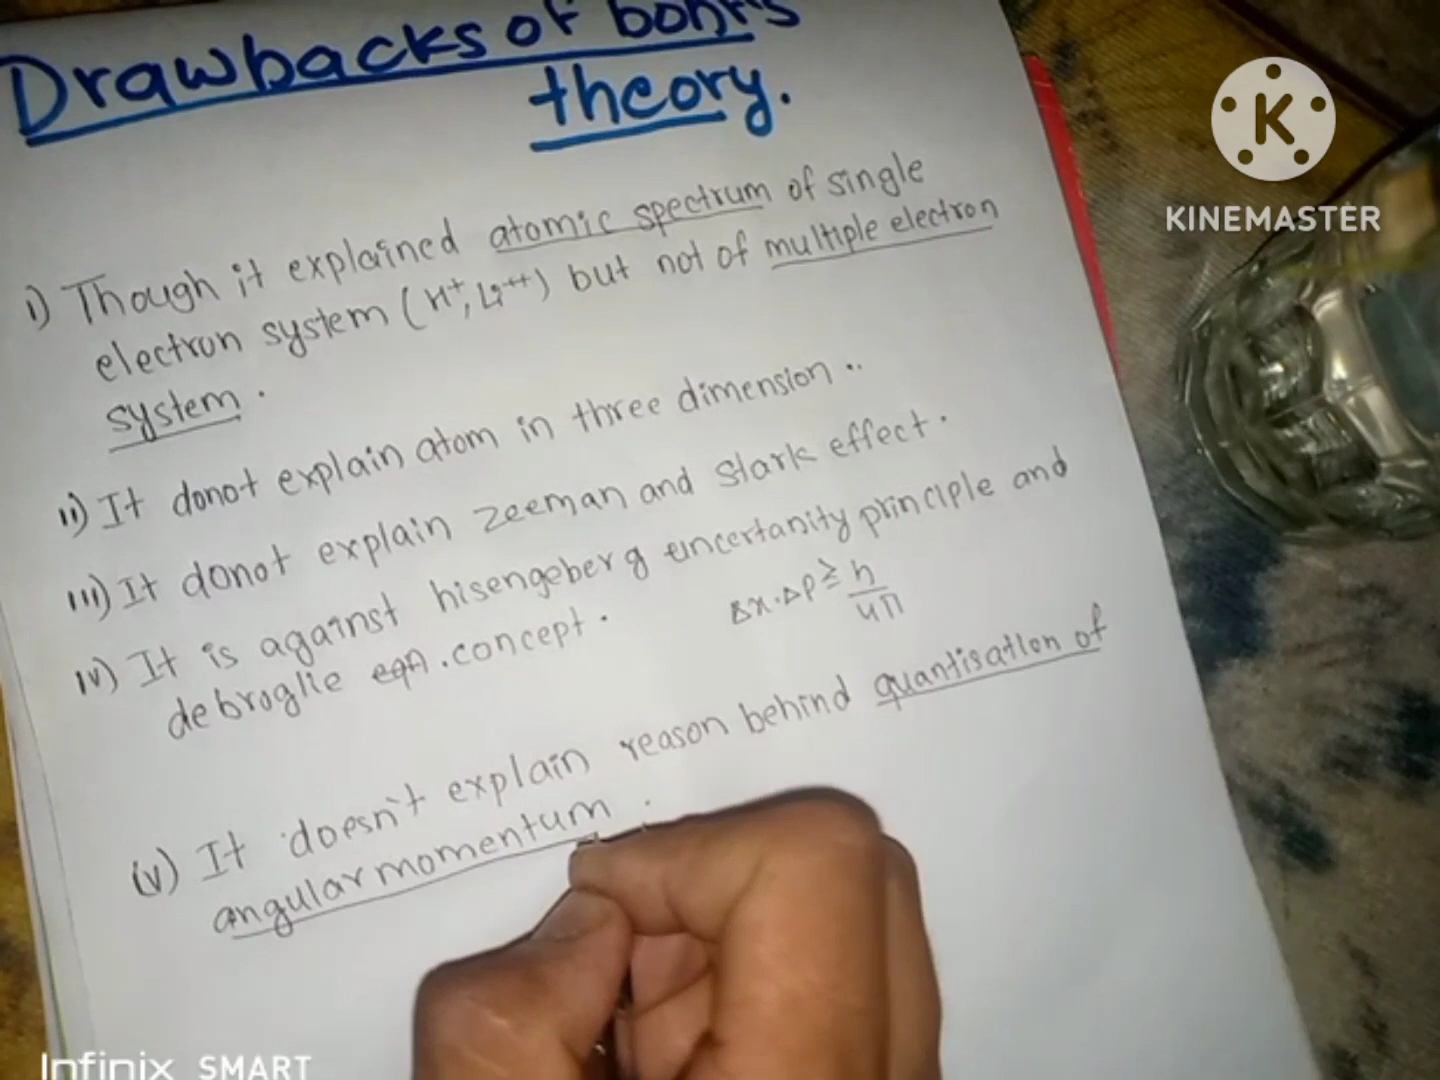 Drawbacks of bohr's
theory.
i) Though it explained atomic spectrum of single
electron system (H⁺, Li⁺⁺) but not of multiple electron
system.
ii) It donot explain atom in three dimension..
iii) It donot explain zeeman and stark effect.
iv) It is against hisengeberg uncertanity principle and
debroglie eqn. concept.
Δx.Δp ≥ h/4π
(v) It doesn't explain reason behind quantisation of
angular momentum.
K
KINEMASTER
Infinix SMART